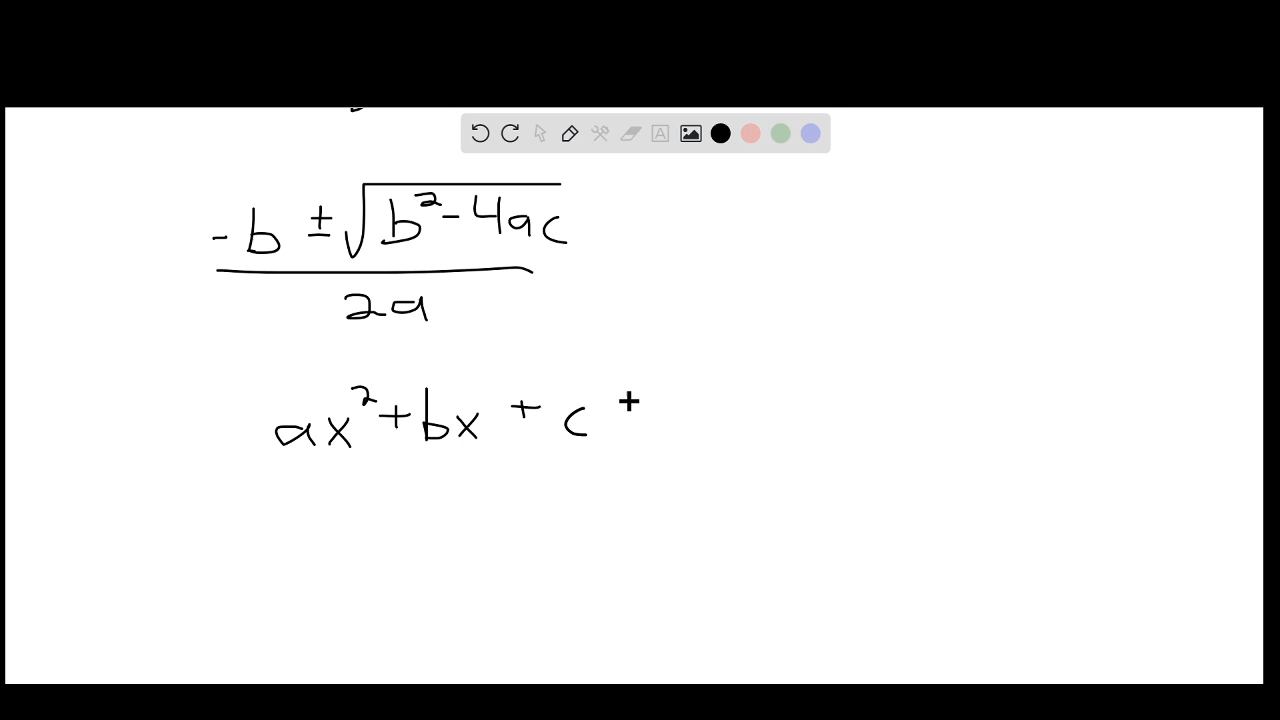 -b ± √b² - 4ac
2a
ax² + bx + c